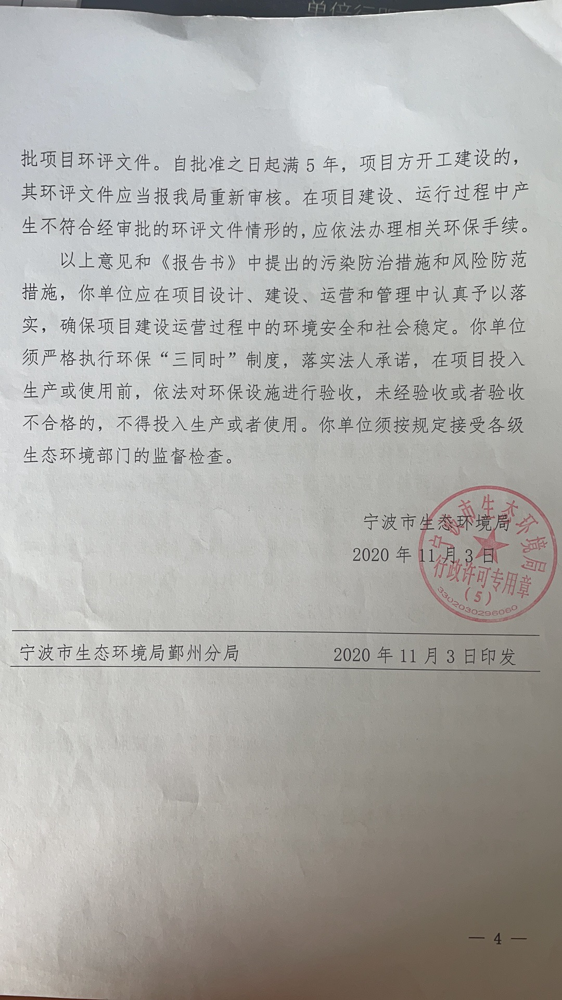 批项目环评文件。自批准之日起满5年，项目方开工建设的，
其环评文件应当报我局重新审核。在项目建设、运行过程中产
生不符合经审批的环评文件情形的，应依法办理相关环保手续。
以上意见和《报告书》中提出的污染防治措施和风险防范
措施，你单位应在项目设计、建设、运营和管理中认真予以落
实，确保项目建设运营过程中的环境安全和社会稳定。你单位
须严格执行环保“三同时”制度，落实法人承诺，在项目投入
生产或使用前，依法对环保设施进行验收，未经验收或者验收
不合格的，不得投入生产或者使用。你单位须按规定接受各级
生态环境部门的监督检查。
宁波市生态环境局
2020年11月3日
宁波市生态环境局
行政许可专用章
（5）
3302030296060
宁波市生态环境局鄞州分局 2020年11月3日印发
— 4 —